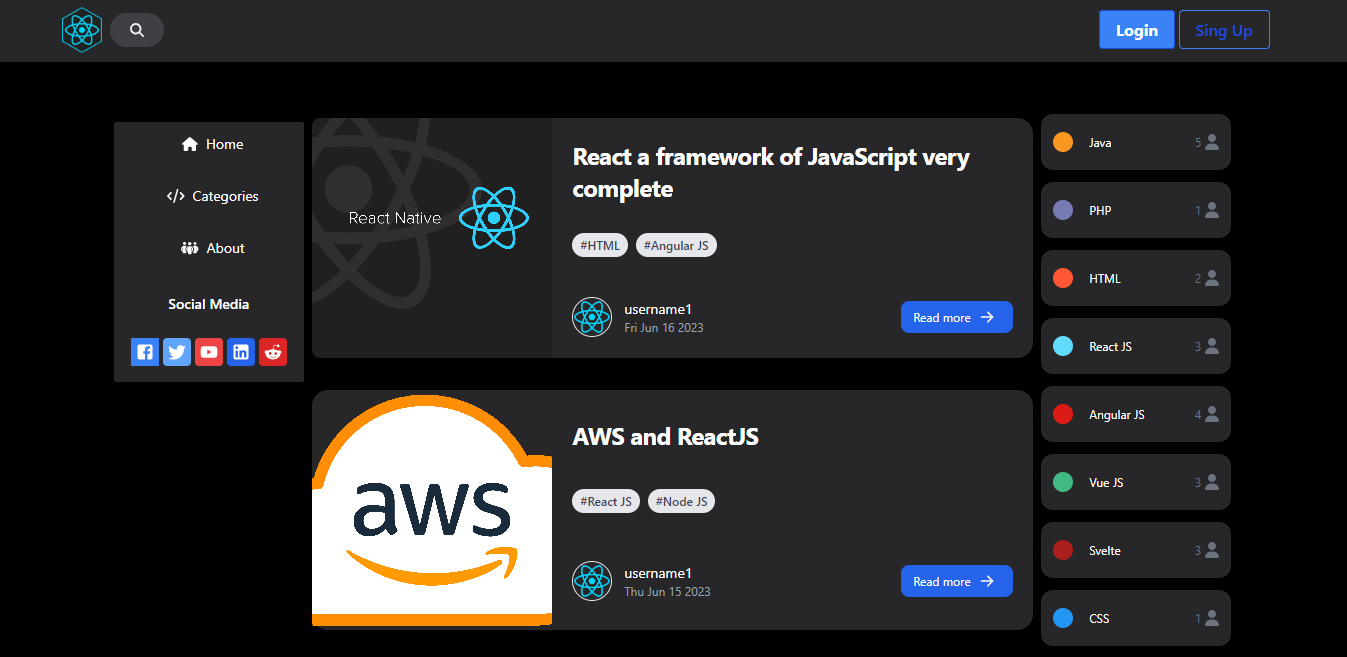 Login
Sing Up
Home
Categories
About
Social Media
React Native
React a framework of JavaScript very
complete
#HTML #Angular JS
username1
Fri Jun 16 2023
Read more
aws
AWS and ReactJS
#React JS #Node JS
username1
Thu Jun 15 2023
Read more
Java 5
PHP 1
HTML 2
React JS 3
Angular JS 4
Vue JS 3
Svelte 3
CSS 1